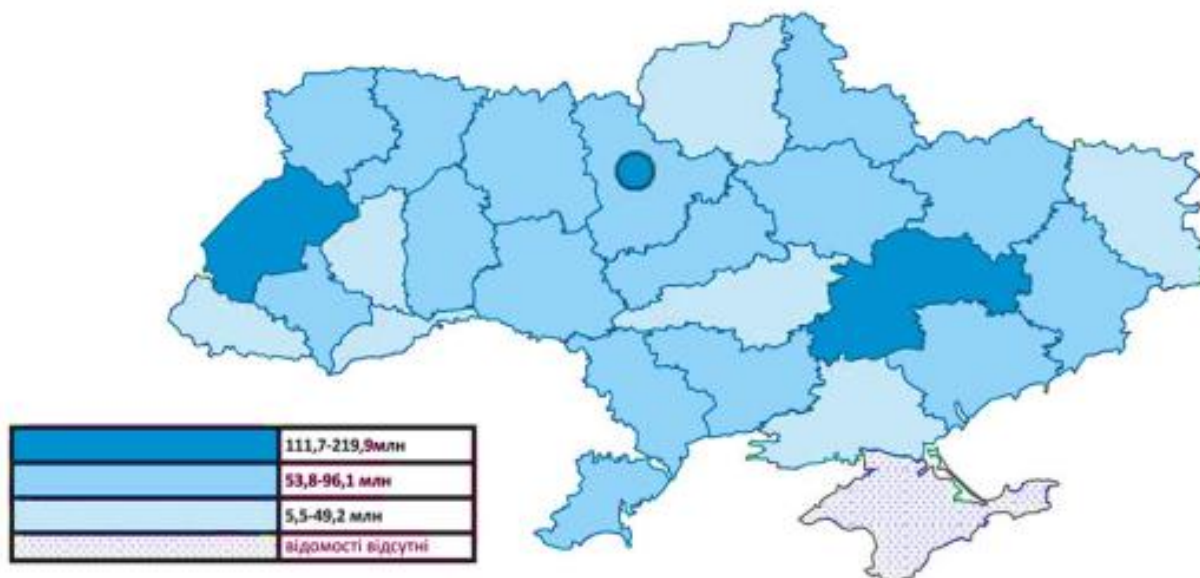 111,7-219,9млн
53,8-96,1 млн
5,5-49,2 млн
відомості відсутні